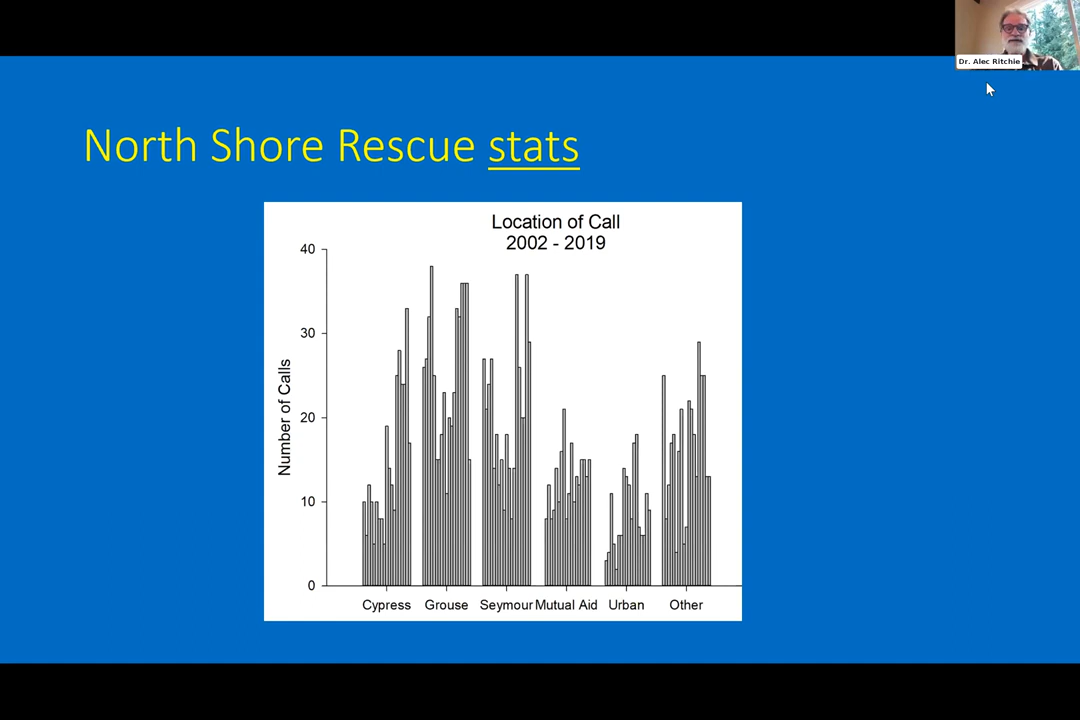 Dr. Alec Ritchie
North Shore Rescue stats
Location of Call
2002 - 2019
Number of Calls
40
30
20
10
0
Cypress Grouse Seymour Mutual Aid Urban Other